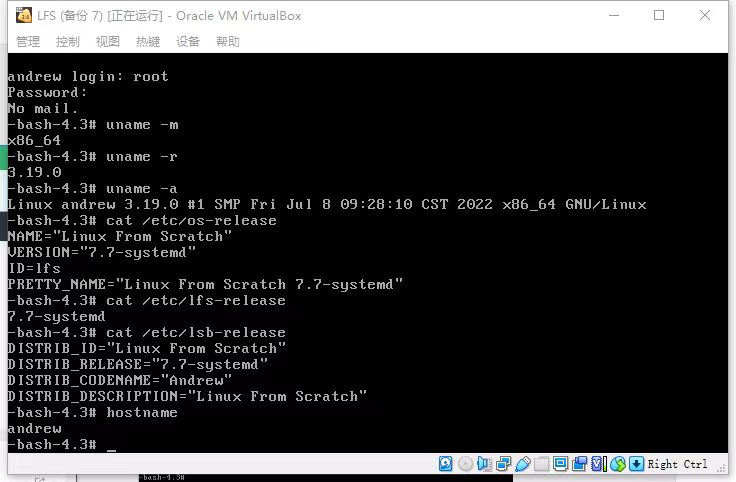 LFS (备份 7) [正在运行] - Oracle VM VirtualBox
管理 控制 视图 热键 设备 帮助
andrew login: root
Password:
No mail.
-bash-4.3# uname -m
x86_64
-bash-4.3# uname -r
3.19.0
-bash-4.3# uname -a
Linux andrew 3.19.0 #1 SMP Fri Jul 8 09:28:10 CST 2022 x86_64 GNU/Linux
-bash-4.3# cat /etc/os-release
NAME="Linux From Scratch"
VERSION="7.7-systemd"
ID=lfs
PRETTY_NAME="Linux From Scratch 7.7-systemd"
-bash-4.3# cat /etc/lfs-release
7.7-systemd
-bash-4.3# cat /etc/lsb-release
DISTRIB_ID="Linux From Scratch"
DISTRIB_RELEASE="7.7-systemd"
DISTRIB_CODENAME="Andrew"
DISTRIB_DESCRIPTION="Linux From Scratch"
-bash-4.3# hostname
andrew
-bash-4.3# _
Right Ctrl
-bash-4.3#